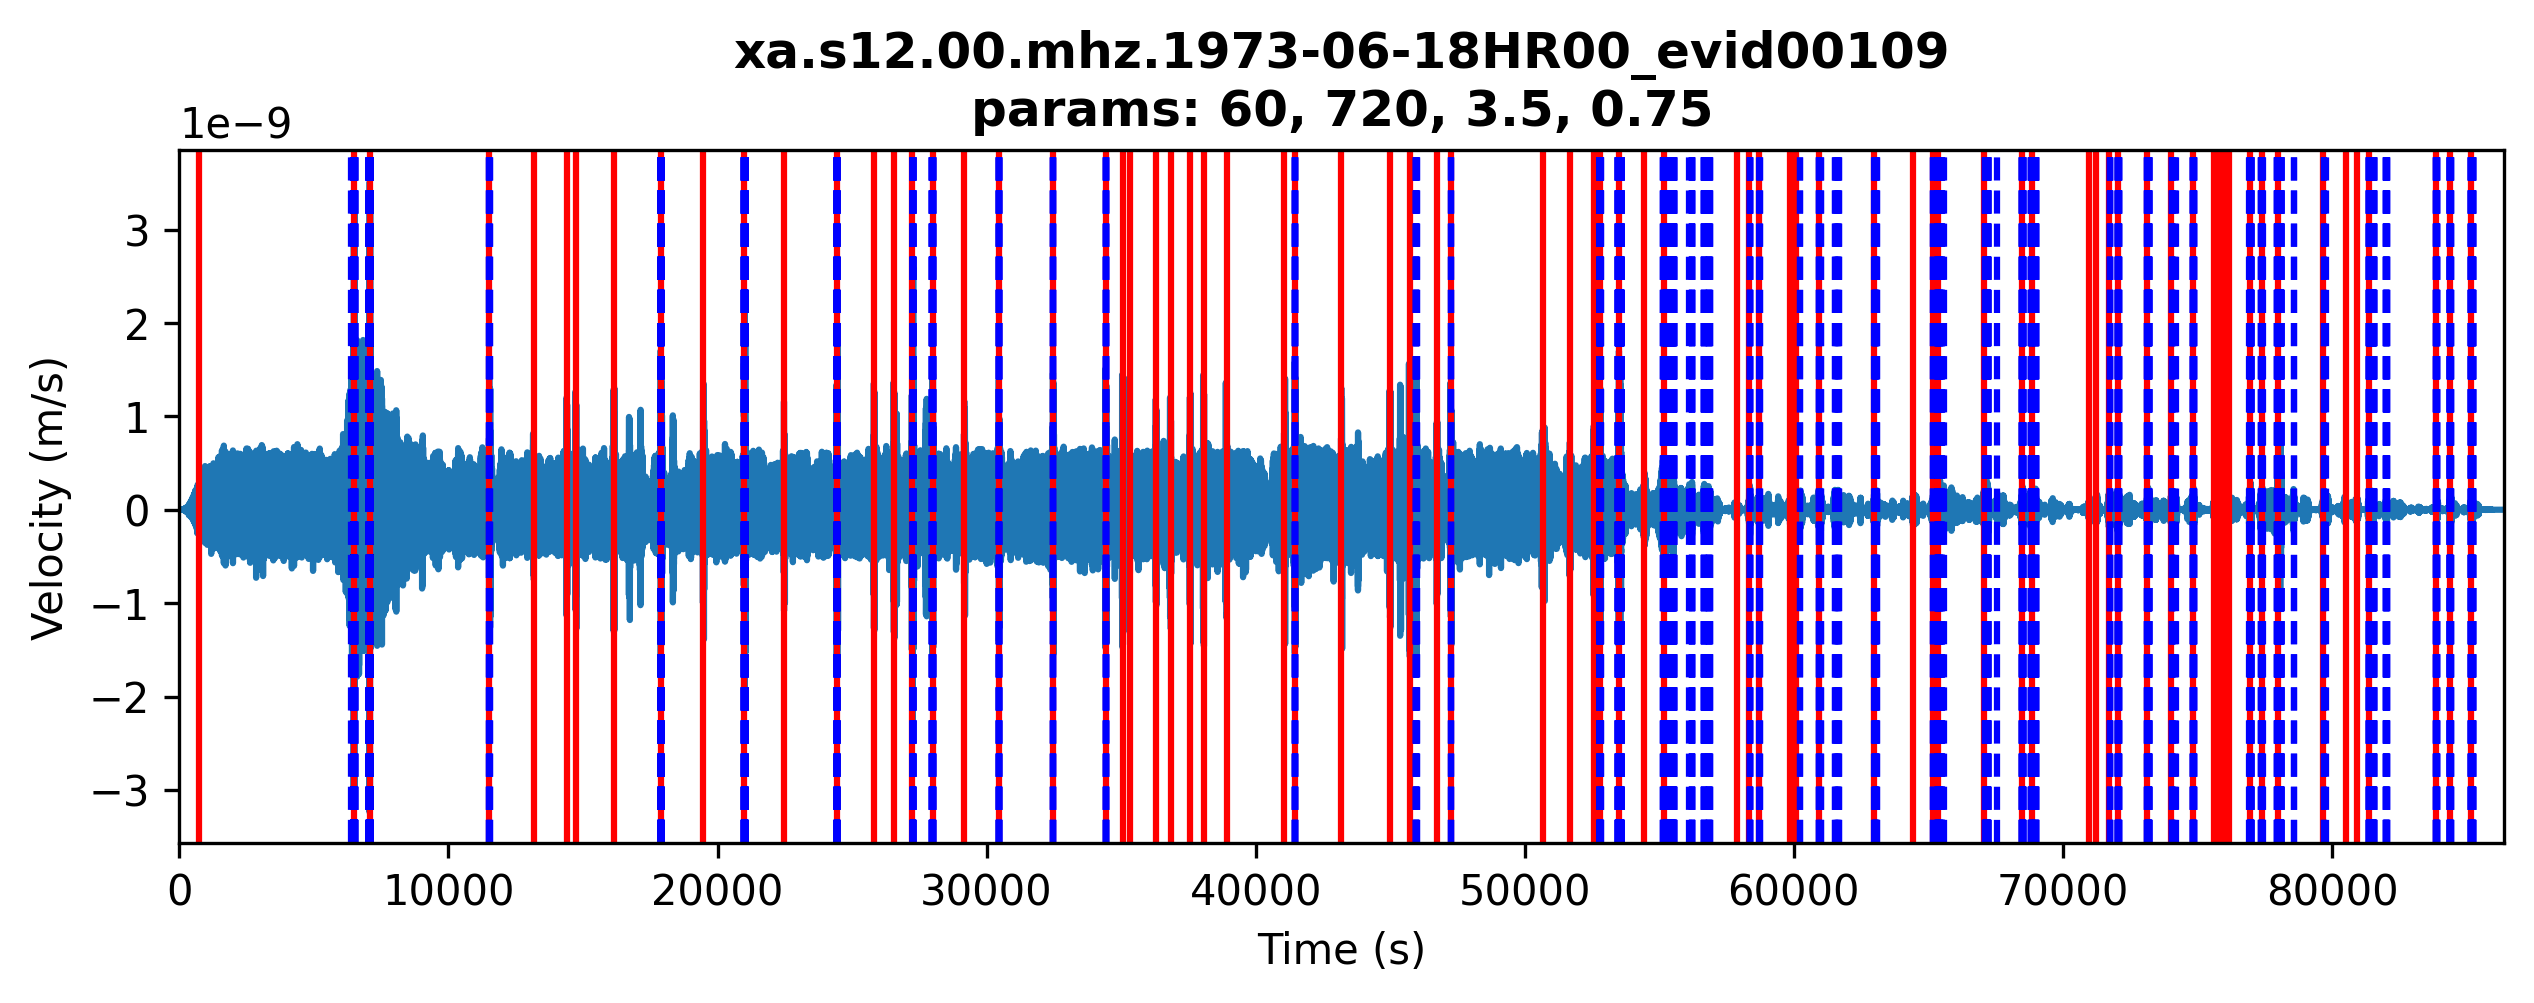 xa.s12.00.mhz.1973-06-18HR00_evid00109
params: 60, 720, 3.5, 0.75
1e−9
3
2
1
0
−1
−2
−3
Velocity (m/s)
0 10000 20000 30000 40000 50000 60000 70000 80000
Time (s)